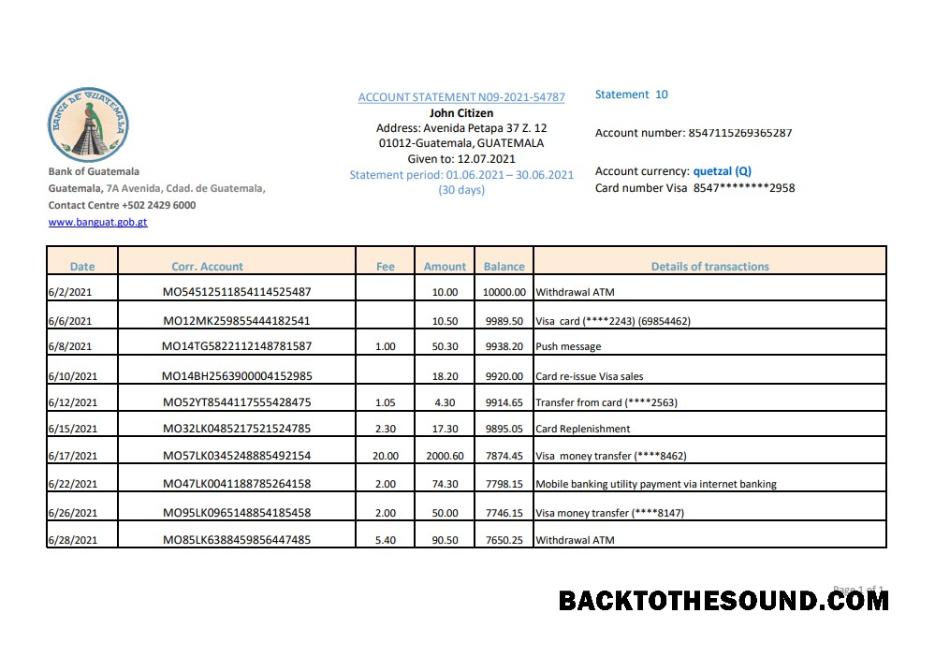 BANCO DE GUATEMALA
Bank of Guatemala
Guatemala, 7A Avenida, Cdad. de Guatemala,
Contact Centre +502 2429 6000
www.banguat.gob.gt
ACCOUNT STATEMENT N09-2021-54787
John Citizen
Address: Avenida Petapa 37 Z. 12
01012-Guatemala, GUATEMALA
Given to: 12.07.2021
Statement period: 01.06.2021 – 30.06.2021
(30 days)
Statement 10
Account number: 8547115269365287
Account currency: quetzal (Q)
Card number Visa 8547********2958
Date Corr. Account Fee Amount Balance Details of transactions
6/2/2021 MO54512511854114525487 10.00 10000.00 Withdrawal ATM
6/6/2021 MO12MK259855444182541 10.50 9989.50 Visa card (****2243) (69854462)
6/8/2021 MO14TG5822112148781587 1.00 50.30 9938.20 Push message
6/10/2021 MO14BH2563900004152985 18.20 9920.00 Card re-issue Visa sales
6/12/2021 MO52YT8544117555428475 1.05 4.30 9914.65 Transfer from card (****2563)
6/15/2021 MO32LK0485217521524785 2.30 17.30 9895.05 Card Replenishment
6/17/2021 MO57LK0345248885492154 20.00 2000.60 7874.45 Visa money transfer (****8462)
6/22/2021 MO47LK0041188785264158 2.00 74.30 7798.15 Mobile banking utility payment via internet banking
6/26/2021 MO95LK0965148854185458 2.00 50.00 7746.15 Visa money transfer (****8147)
6/28/2021 MO85LK6388459856447485 5.40 90.50 7650.25 Withdrawal ATM
Page 1 of 1
BACKTOTHESOUND.COM